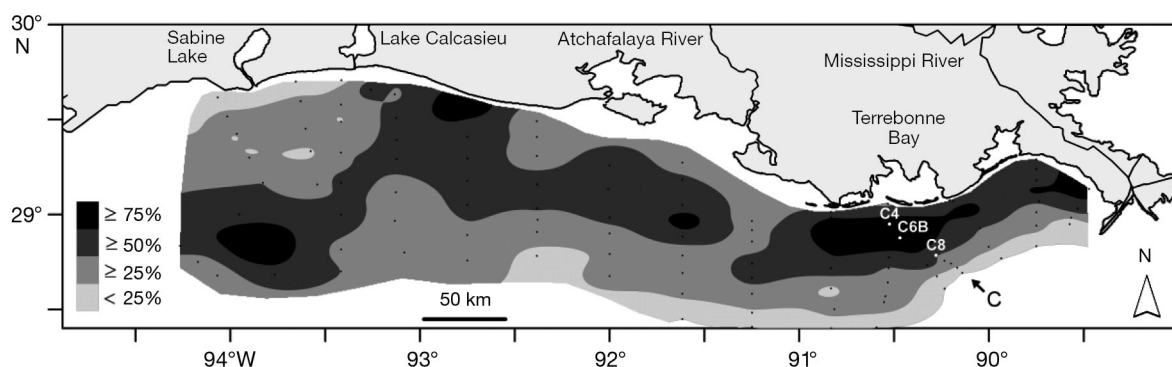 30°
N
Sabine
Lake
Lake Calcasieu
Atchafalaya River
Mississippi River
Terrebonne
Bay
29°
≥ 75%
≥ 50%
≥ 25%
< 25%
C4
C6B
C8
C
N
50 km
94°W
93°
92°
91°
90°